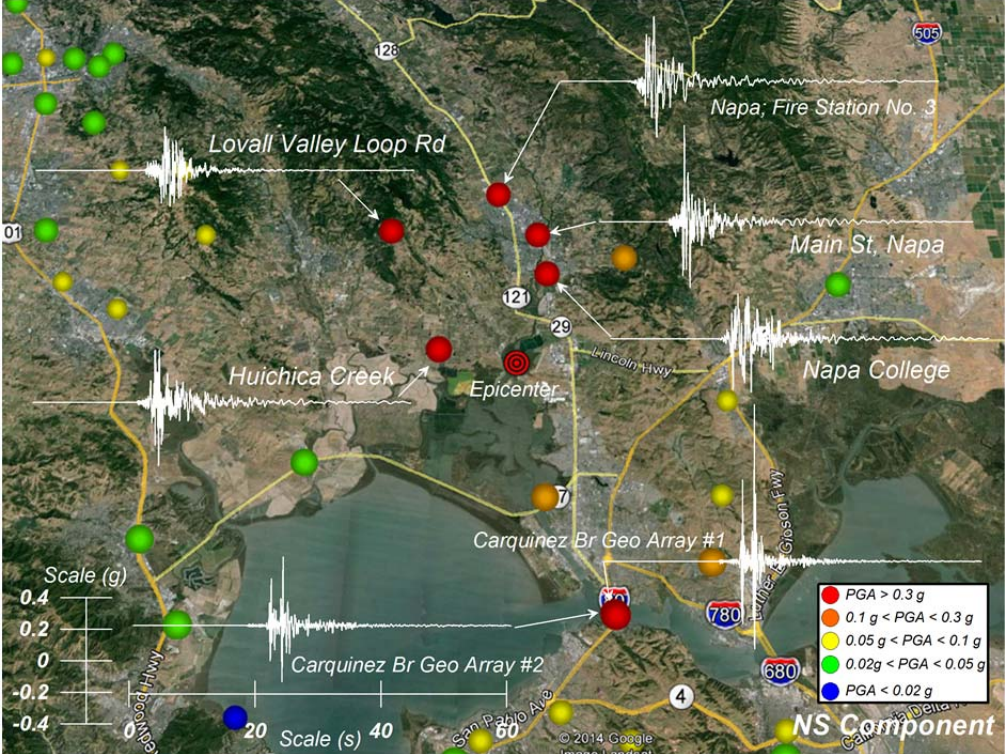 128
505
Napa; Fire Station No. 3
Lovall Valley Loop Rd
01
Main St, Napa
121
29
Lincoln Hwy
Napa College
Huichica Creek
Epicenter
7
Carquinez Br Geo Array #1
Scale (g)
0.4
0.2
0
-0.2
-0.4
780
680
Carquinez Br Geo Array #2
0
20
40
60
Scale (s)
4
San Pablo Ave
© 2014 Google
PGA > 0.3 g
0.1 g < PGA < 0.3 g
0.05 g < PGA < 0.1 g
0.02g < PGA < 0.05 g
PGA < 0.02 g
NS Component